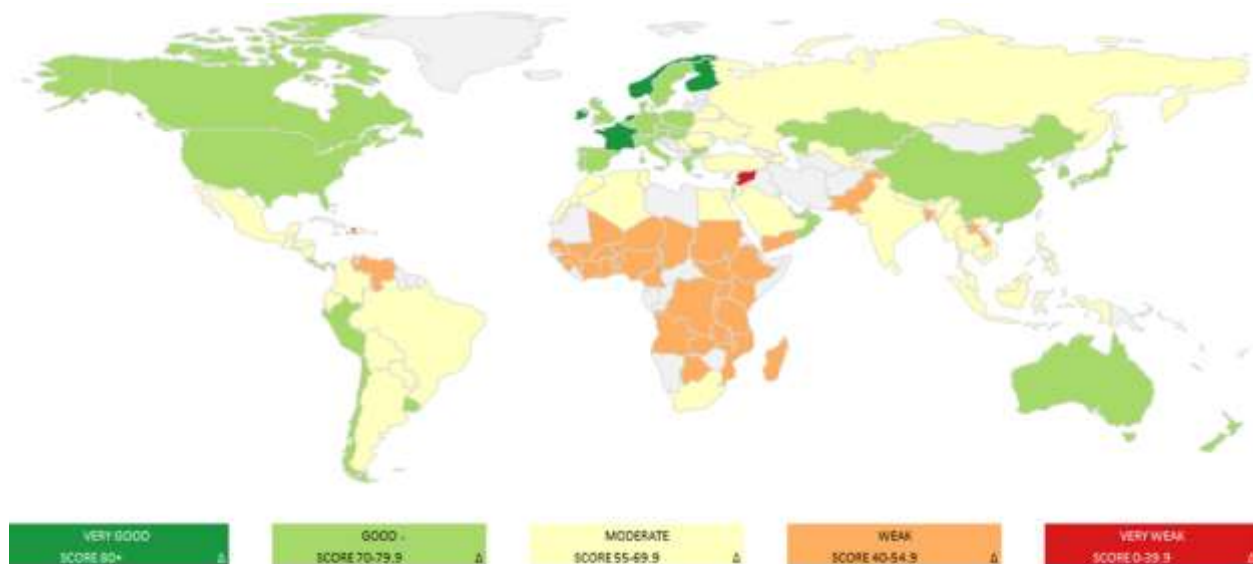 VERY GOOD
SCORE 80+ Δ
GOOD
SCORE 70-79.9 Δ
MODERATE
SCORE 55-69.9 Δ
WEAK
SCORE 40-54.9 Δ
VERY WEAK
SCORE 0-39.9 Δ